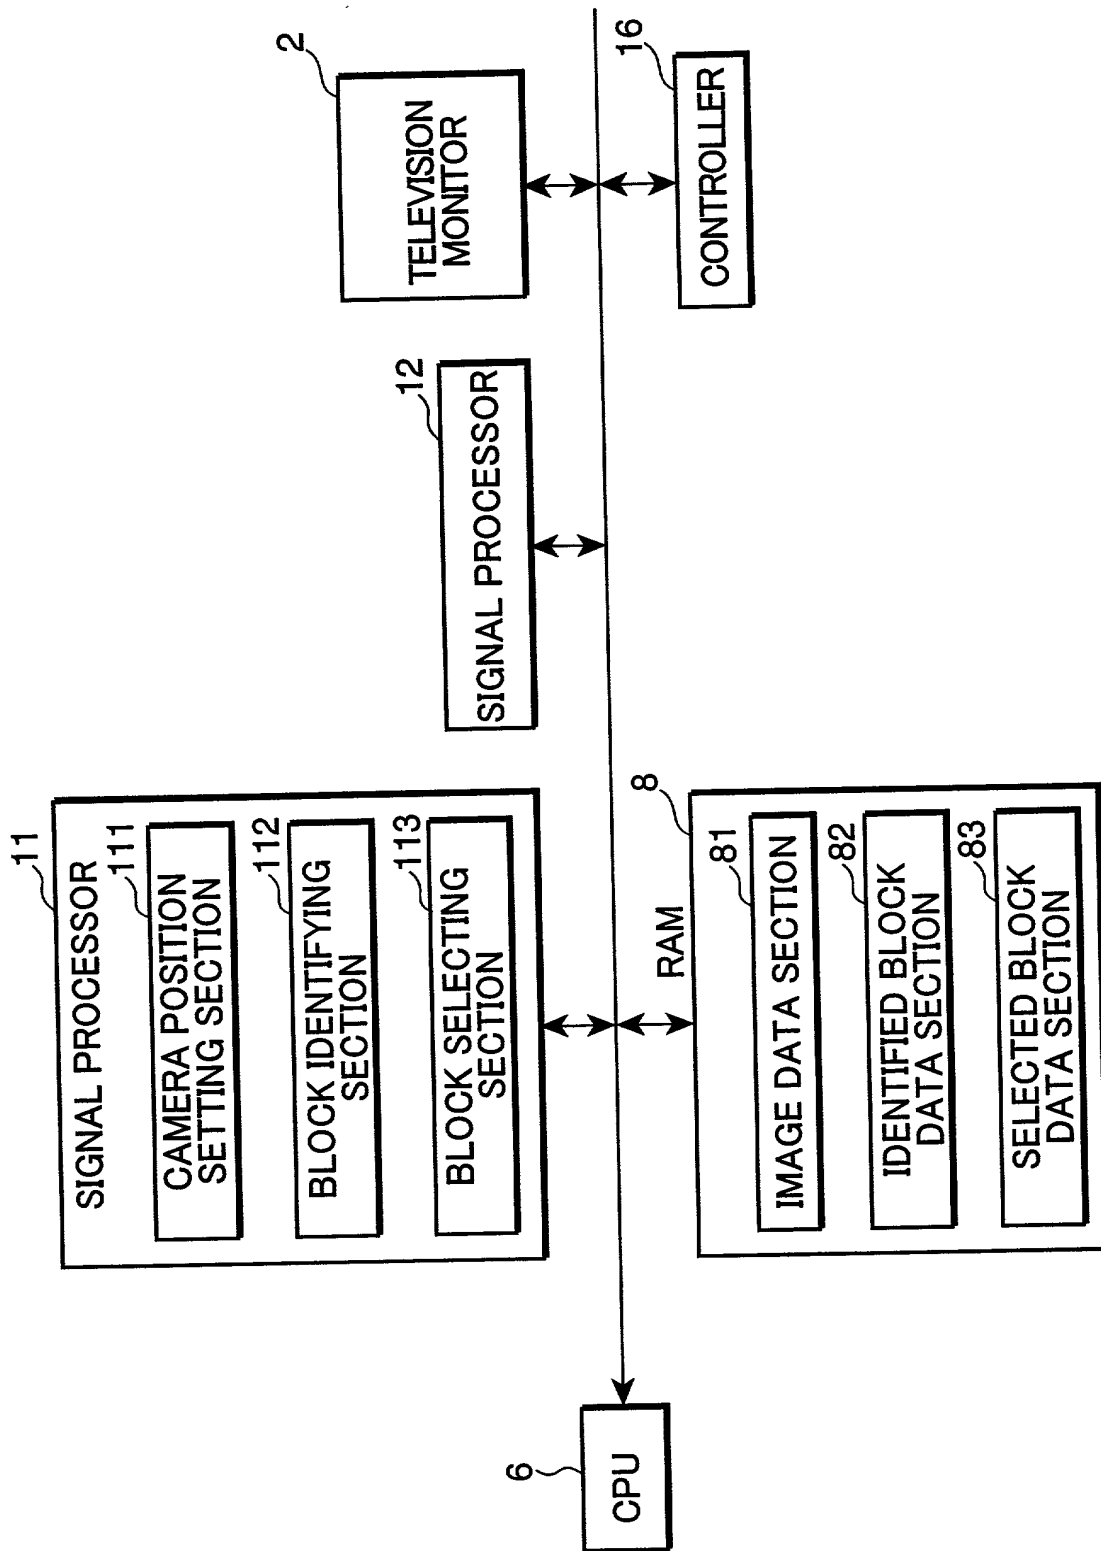 11
SIGNAL PROCESSOR
111
CAMERA POSITION
SETTING SECTION
112
BLOCK IDENTIFYING
SECTION
113
BLOCK SELECTING
SECTION
12
SIGNAL PROCESSOR
2
TELEVISION
MONITOR
6
CPU
RAM
8
81
IMAGE DATA SECTION
82
IDENTIFIED BLOCK
DATA SECTION
83
SELECTED BLOCK
DATA SECTION
16
CONTROLLER